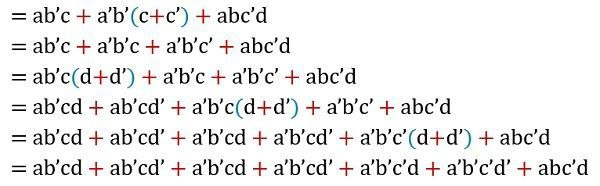 = ab’c + a’b’(c+c’) + abc’d
= ab’c + a’b’c + a’b’c’ + abc’d
= ab’c(d+d’) + a’b’c + a’b’c’ + abc’d
= ab’cd + ab’cd’ + a’b’c(d+d’) + a’b’c’ + abc’d
= ab’cd + ab’cd’ + a’b’cd + a’b’cd’ + a’b’c’(d+d’) + abc’d
= ab’cd + ab’cd’ + a’b’cd + a’b’cd’ + a’b’c’d + a’b’c’d’ + abc’d